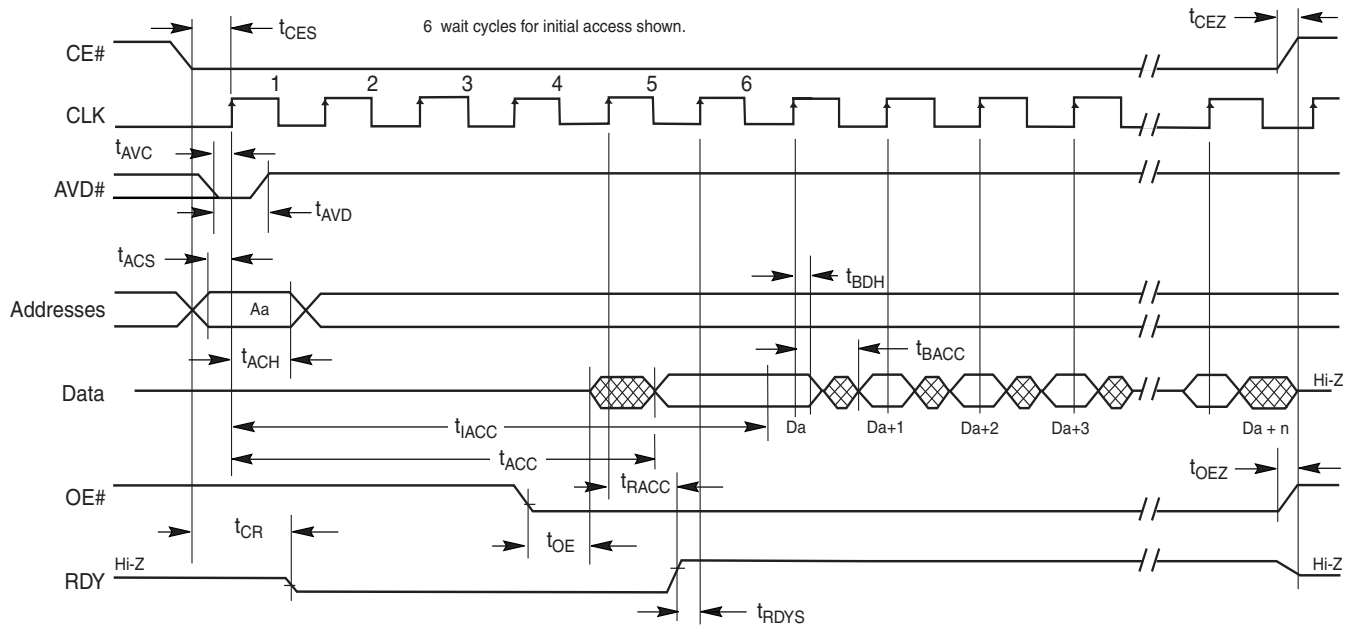 6 wait cycles for initial access shown.
tCES
tCEZ
CE#
1 2 3 4 5 6
CLK
tAVC
AVD#
tAVD
tACS
tBDH
Addresses
Aa
tACH
tBACC
Data
Hi-Z
Da Da+1 Da+2 Da+3 Da + n
tIACC
tACC
tOEZ
tRACC
OE#
tCR
tOE
Hi-Z
Hi-Z
RDY
tRDYS